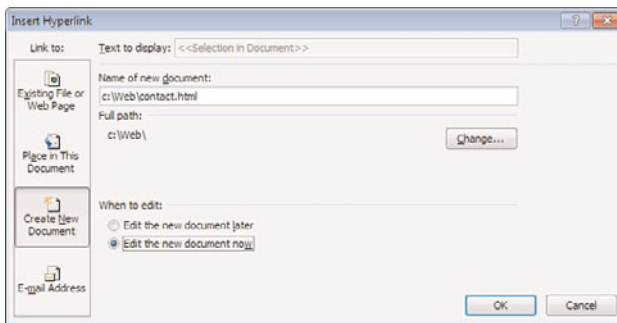 Insert Hyperlink
Link to:
Text to display: <<Selection in Document>>
Existing File or
Web Page
Place in This
Document
Create New
Document
E-mail Address
Name of new document:
c:\Web\contact.html
Full path:
c:\Web\
Change...
When to edit:
Edit the new document later
Edit the new document now
OK
Cancel